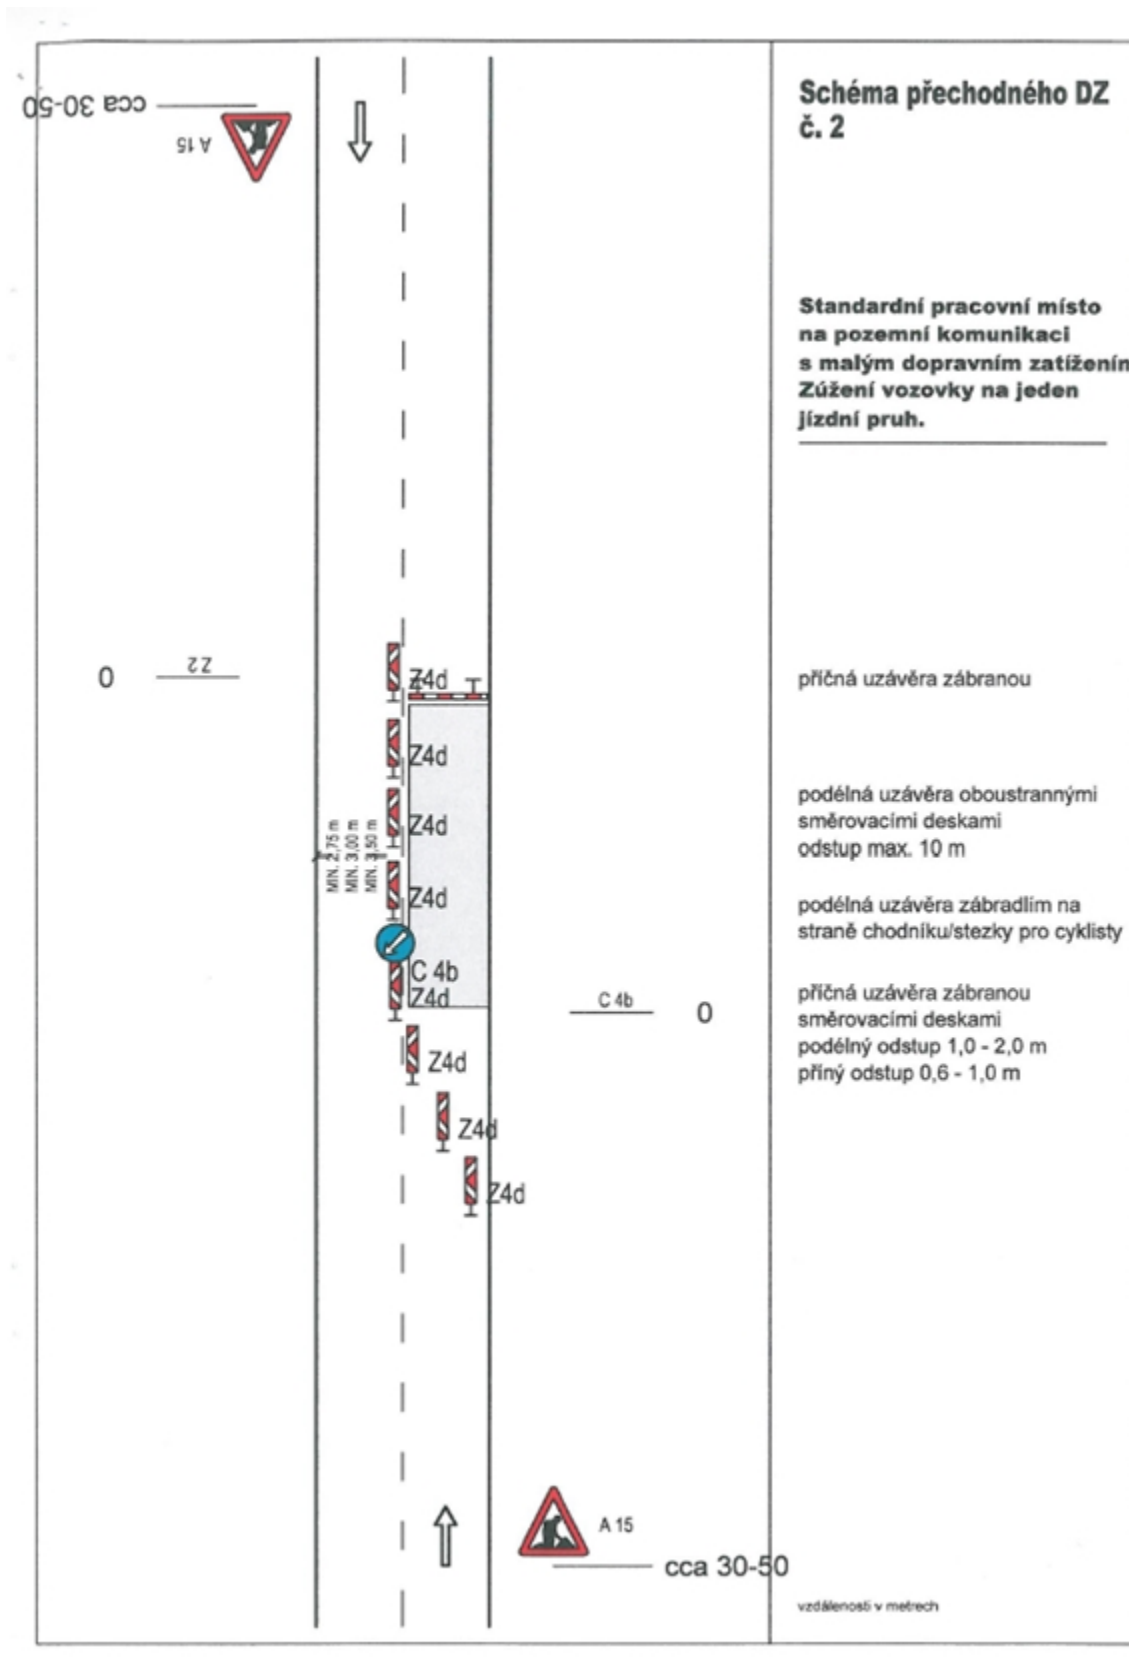 Schéma přechodného DZ
č. 2
cca 30-50
A 15
Standardní pracovní místo
na pozemní komunikaci
s malým dopravním zatížením
Zúžení vozovky na jeden
jízdní pruh.
0
Z 2
Z4d
příčná uzávěra zábranou
Z4d
Z4d
podélná uzávěra oboustrannými
směrovacími deskami
odstup max. 10 m
MIN. 2,75 m
MIN. 3,00 m
MIN. 3,50 m
Z4d
podélná uzávěra zábradlím na
straně chodníku/stezky pro cyklisty
C 4b
Z4d
C 4b
0
příčná uzávěra zábranou
směrovacími deskami
podélný odstup 1,0 - 2,0 m
příný odstup 0,6 - 1,0 m
Z4d
Z4d
Z4d
A 15
cca 30-50
vzdálenosti v metrech